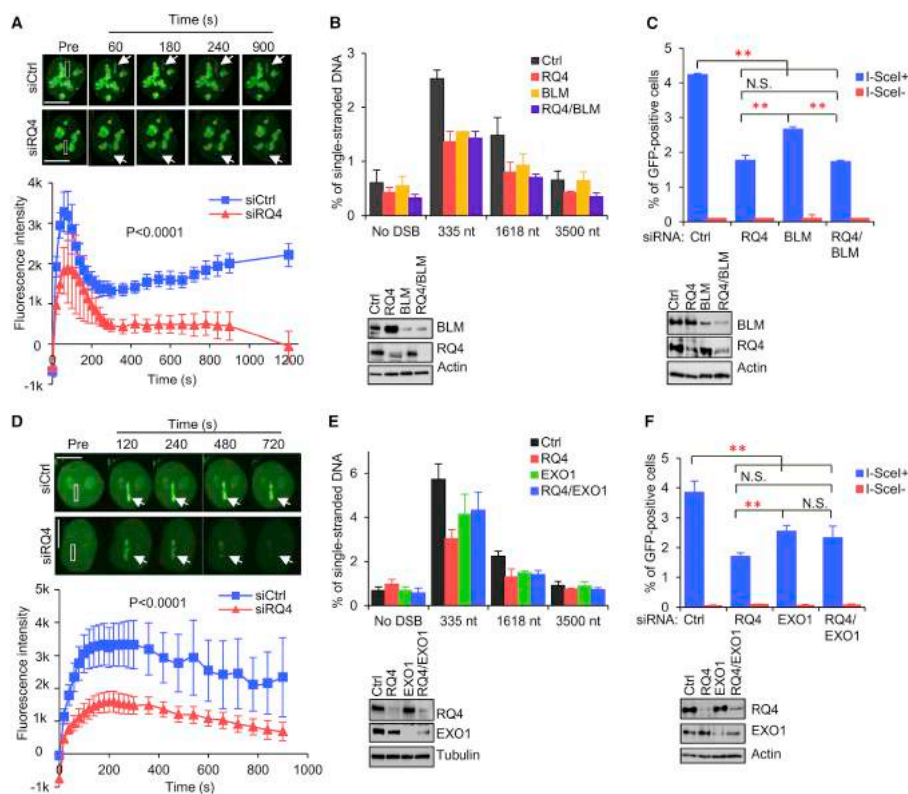 A
Time (s)
Pre 60 180 240 900
siCtrl
siRQ4
Fluorescence intensity
4k
3k
2k
1k
0
-1k
siCtrl
siRQ4
P<0.0001
0 200 400 600 800 1000 1200
Time (s)
B
% of single-stranded DNA
3
2
1
0
Ctrl
RQ4
BLM
RQ4/BLM
No DSB 335 nt 1618 nt 3500 nt
Ctrl RQ4 BLM RQ4/BLM
BLM
RQ4
Actin
C
% of GFP-positive cells
5
4
3
2
1
0
**
N.S.
** **
I-SceI+
I-SceI-
siRNA: Ctrl RQ4 BLM RQ4/
BLM
Ctrl RQ4 BLM RQ4/BLM
BLM
RQ4
Actin
D
Time (s)
Pre 120 240 480 720
siCtrl
siRQ4
Fluorescence intensity
5k
4k
3k
2k
1k
0
-1k
P<0.0001
siCtrl
siRQ4
0 200 400 600 800 1000
Time (s)
E
% of single-stranded DNA
8
6
4
2
0
Ctrl
RQ4
EXO1
RQ4/EXO1
No DSB 335 nt 1618 nt 3500 nt
Ctrl RQ4 EXO1 RQ4/EXO1
RQ4
EXO1
Tubulin
F
% of GFP-positive cells
5
4
3
2
1
0
**
N.S.
** N.S.
I-SceI+
I-SceI-
siRNA: Ctrl RQ4 EXO1 RQ4/
EXO1
Ctrl RQ4 EXO1 RQ4/EXO1
RQ4
EXO1
Actin